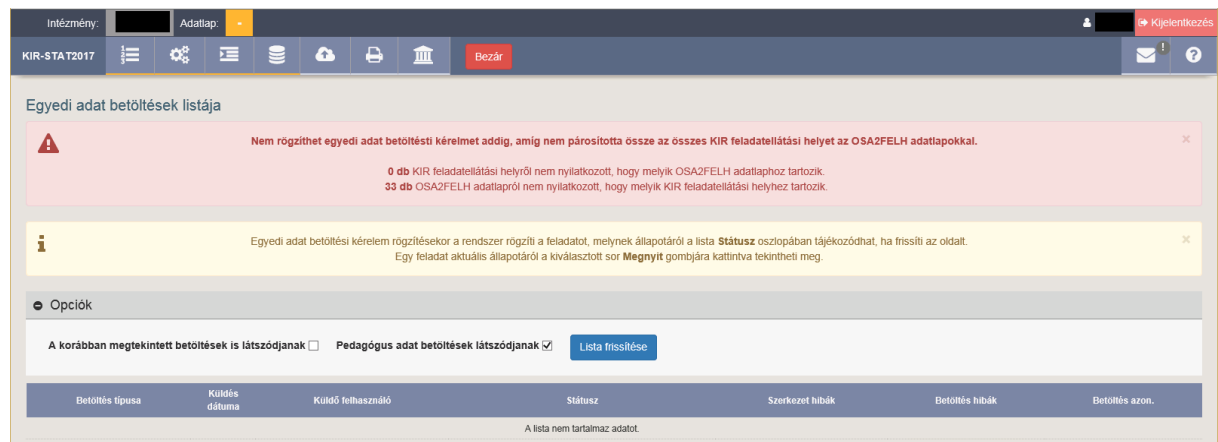 Intézmény: Adatlap: Kijelentkezés
KIR-STAT2017 Bezár
Egyedi adat betöltések listája
Nem rögzíthet egyedi adat betöltésti kérelmet addig, amíg nem párosította össze az összes KIR feladatellátási helyet az OSA2FELH adatlapokkal.
0 db KIR feladatellátási helyről nem nyilatkozott, hogy melyik OSA2FELH adatlaphoz tartozik.
33 db OSA2FELH adatlapról nem nyilatkozott, hogy melyik KIR feladatellátási helyhez tartozik.
Egyedi adat betöltési kérelem rögzítésekor a rendszer rögzíti a feladatot, melynek állapotáról a lista Státusz oszlopában tájékozódhat, ha frissíti az oldalt.
Egy feladat aktuális állapotáról a kiválasztott sor Megnyit gombjára kattintva tekintheti meg.
Opciók
A korábban megtekintett betöltések is látszódjanak Pedagógus adat betöltések látszódjanak Lista frissítése
Betöltés típusa Küldés dátuma Küldő felhasználó Státusz Szerkezet hibák Betöltés hibák Betöltés azon.
A lista nem tartalmaz adatot.